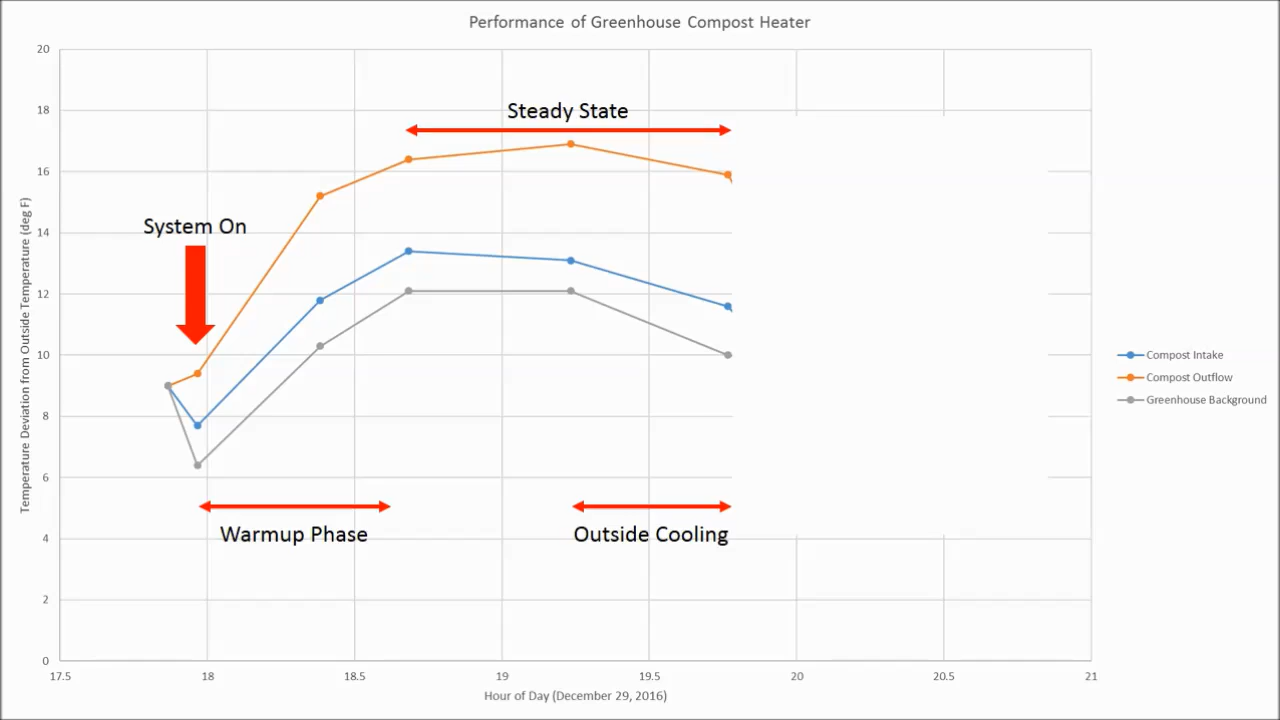 Performance of Greenhouse Compost Heater
20
18
16
14
12
10
8
6
4
2
0
Temperature Deviation from Outside Temperature (deg F)
Steady State
System On
Warmup Phase
Outside Cooling
Compost Intake
Compost Outflow
Greenhouse Background
17.5 18 18.5 19 19.5 20 20.5 21
Hour of Day (December 29, 2016)